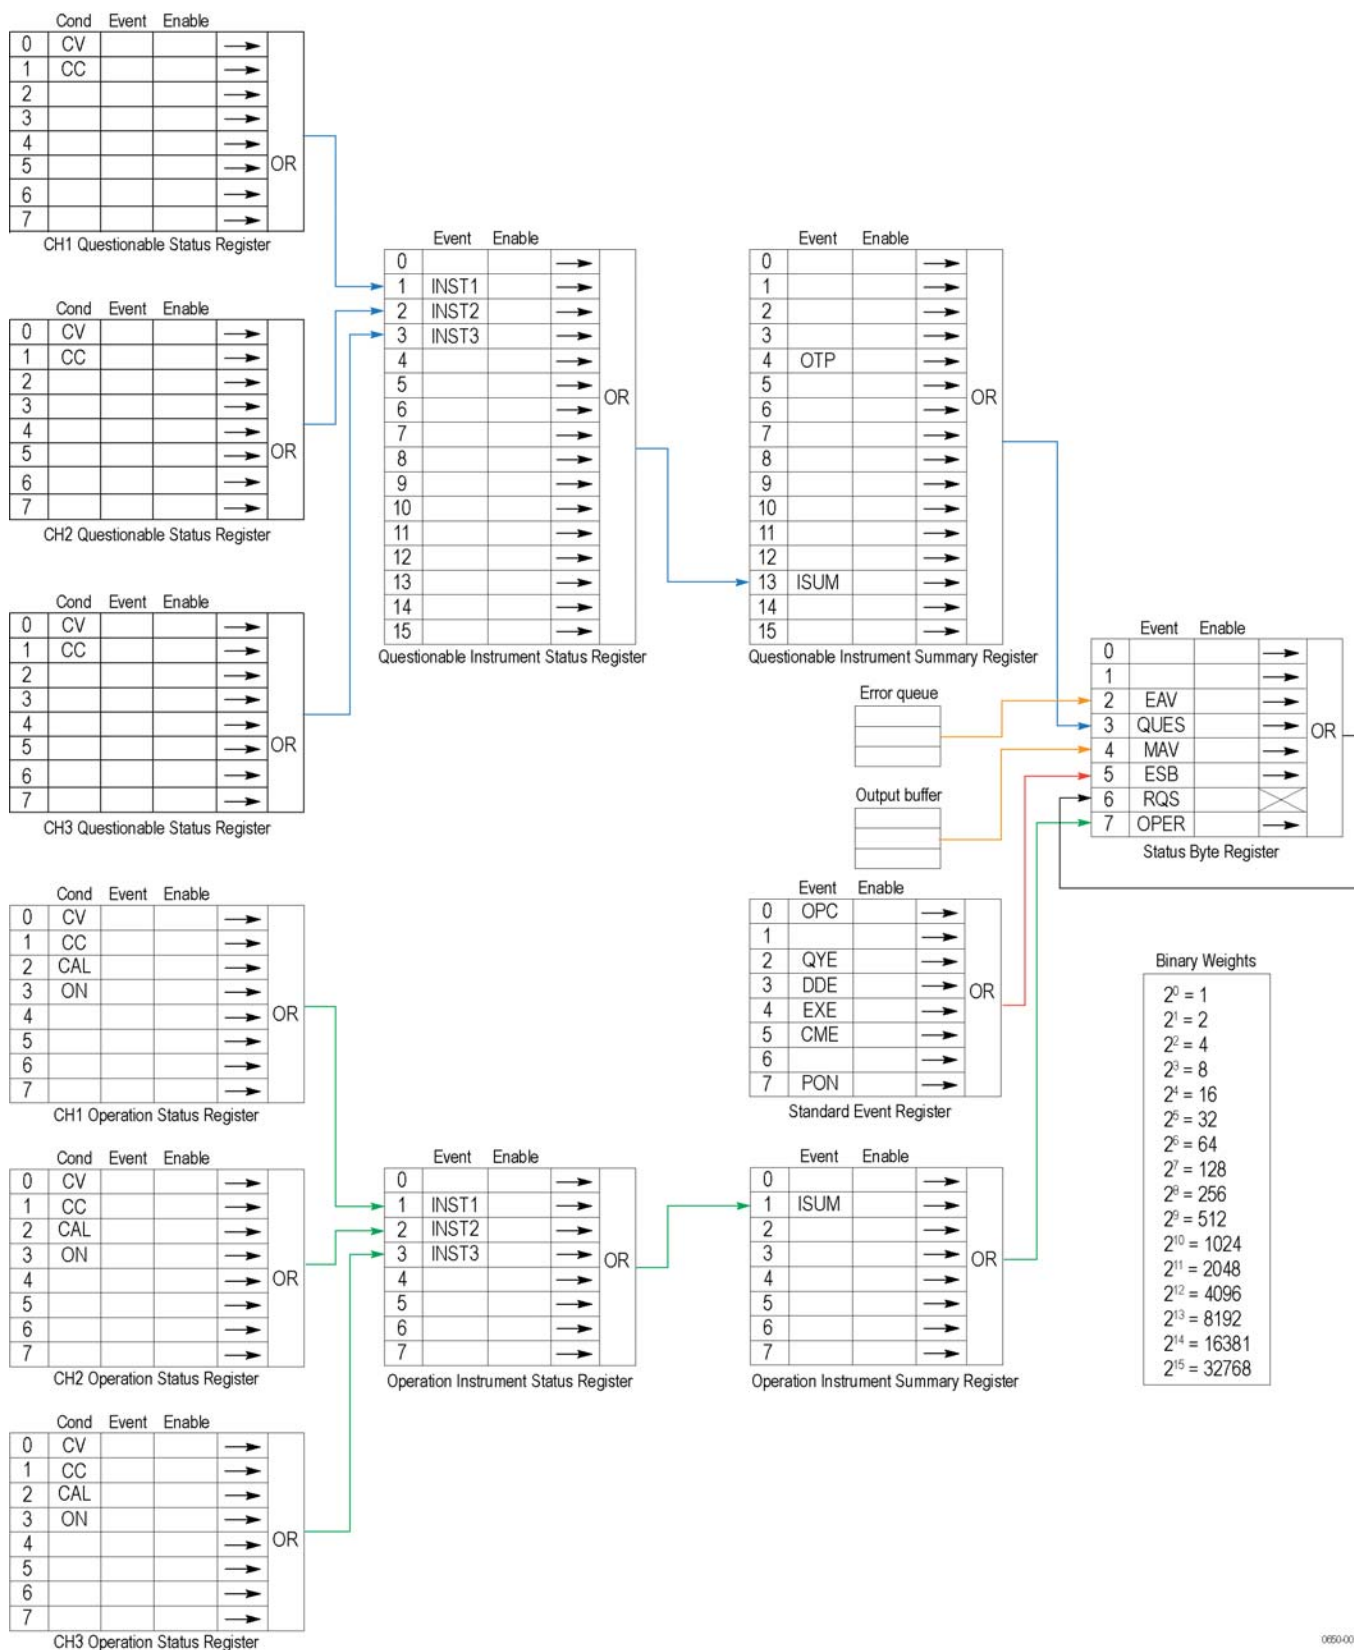 Cond Event Enable
0 CV
1 CC
2
3
4
5
6
7
OR
CH1 Questionable Status Register
Cond Event Enable
0 CV
1 CC
2
3
4
5
6
7
OR
CH2 Questionable Status Register
Cond Event Enable
0 CV
1 CC
2
3
4
5
6
7
OR
CH3 Questionable Status Register
Event Enable
0
1 INST1
2 INST2
3 INST3
4
5
6
7
8
9
10
11
12
13
14
15
OR
Questionable Instrument Status Register
Event Enable
0
1
2
3
4 OTP
5
6
7
8
9
10
11
12
13 ISUM
14
15
OR
Questionable Instrument Summary Register
Error queue
Output buffer
Event Enable
0
1
2 EAV
3 QUES
4 MAV
5 ESB
6 RQS
7 OPER
OR
Status Byte Register
Event Enable
0 OPC
1
2 QYE
3 DDE
4 EXE
5 CME
6
7 PON
OR
Standard Event Register
Cond Event Enable
0 CV
1 CC
2 CAL
3 ON
4
5
6
7
OR
CH1 Operation Status Register
Cond Event Enable
0 CV
1 CC
2 CAL
3 ON
4
5
6
7
OR
CH2 Operation Status Register
Cond Event Enable
0 CV
1 CC
2 CAL
3 ON
4
5
6
7
OR
CH3 Operation Status Register
Event Enable
0
1 INST1
2 INST2
3 INST3
4
5
6
7
OR
Operation Instrument Status Register
Event Enable
0
1 ISUM
2
3
4
5
6
7
OR
Operation Instrument Summary Register
Binary Weights
2⁰ = 1
2¹ = 2
2² = 4
2³ = 8
2⁴ = 16
2⁵ = 32
2⁶ = 64
2⁷ = 128
2⁸ = 256
2⁹ = 512
2¹⁰ = 1024
2¹¹ = 2048
2¹² = 4096
2¹³ = 8192
2¹⁴ = 16381
2¹⁵ = 32768